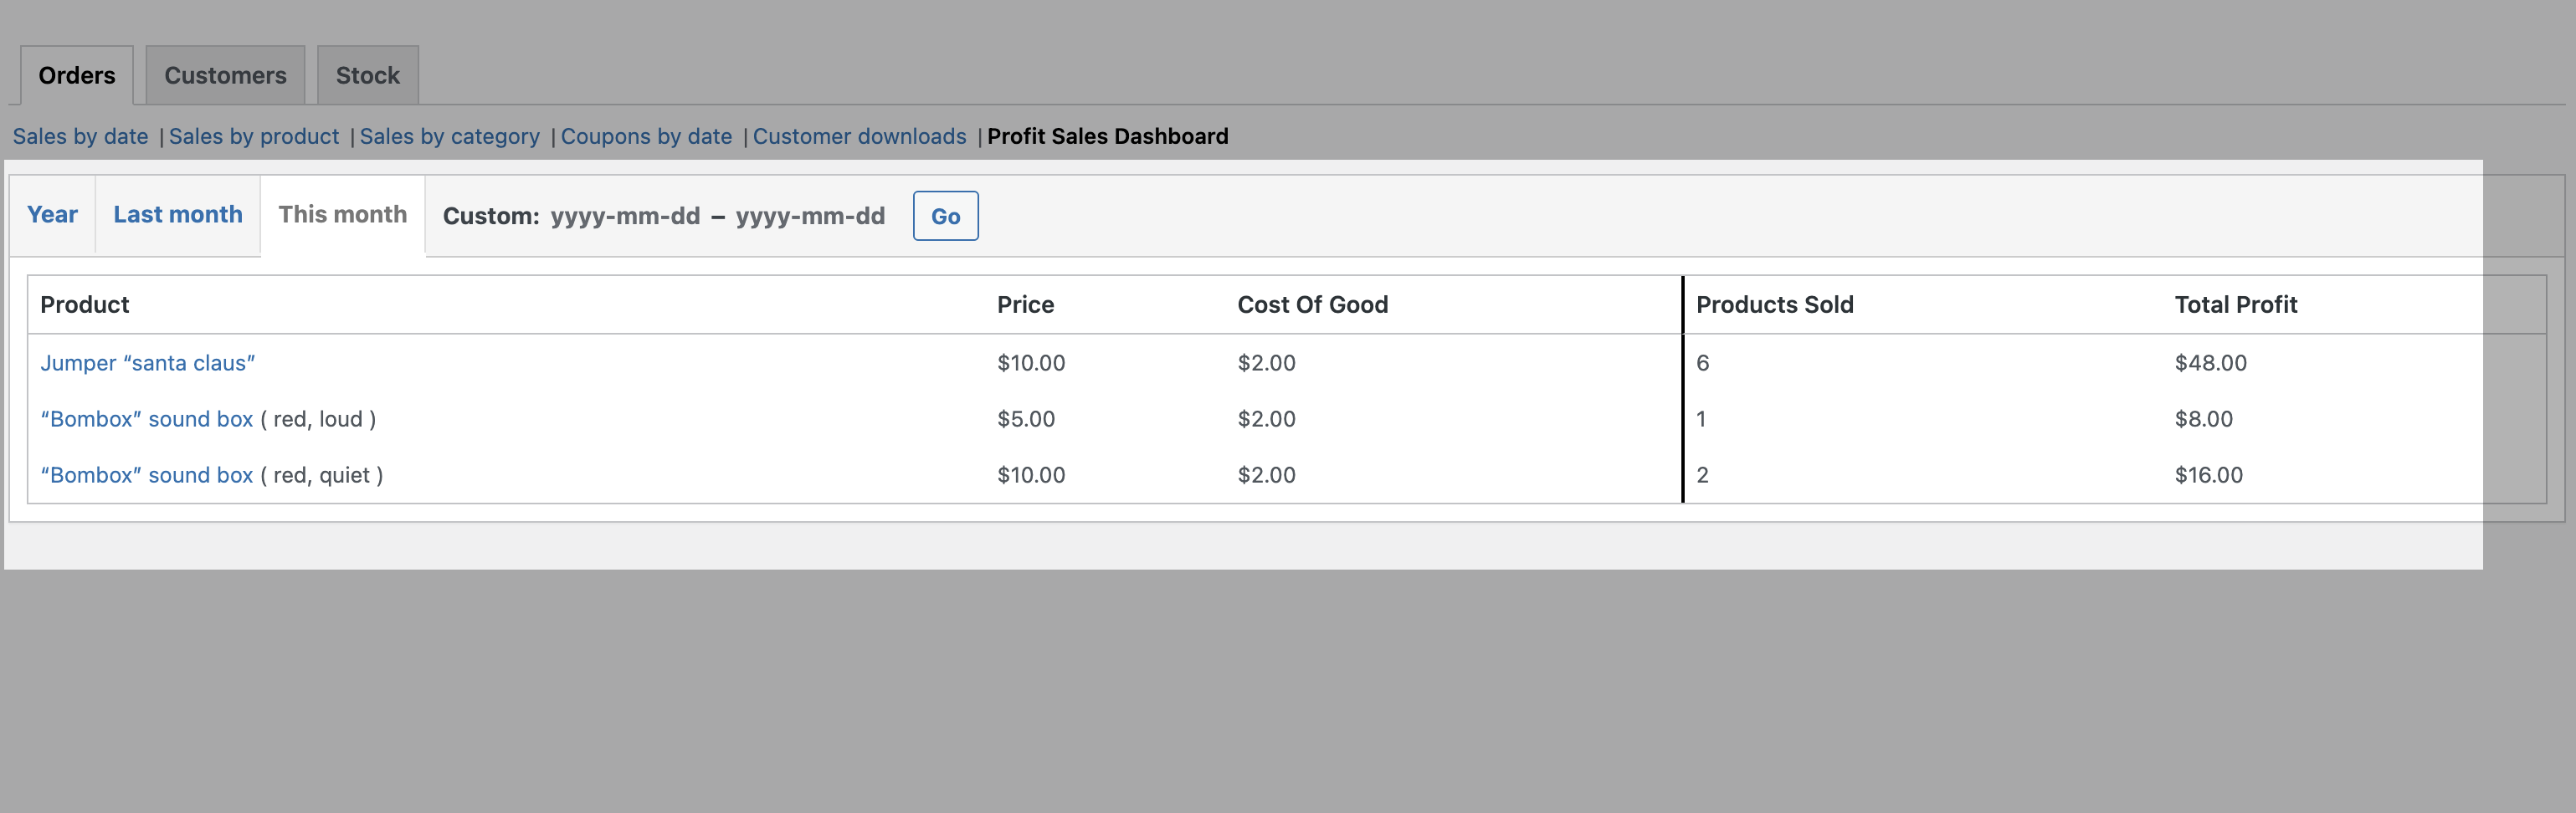 Orders Customers Stock
Sales by date | Sales by product | Sales by category | Coupons by date | Customer downloads | Profit Sales Dashboard
Year Last month This month Custom: yyyy-mm-dd – yyyy-mm-dd Go
Product Price Cost Of Good Products Sold Total Profit
Jumper “santa claus” $10.00 $2.00 6 $48.00
“Bombox” sound box ( red, loud ) $5.00 $2.00 1 $8.00
“Bombox” sound box ( red, quiet ) $10.00 $2.00 2 $16.00